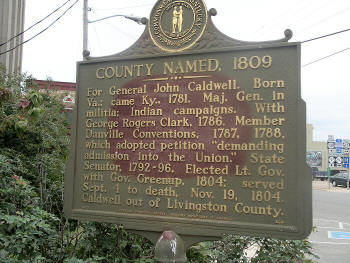 COUNTY NAMED, 1809
For General John Caldwell. Born
Va.; came Ky., 1781. Maj. Gen. in
militia; Indian campaigns. With
George Rogers Clark, 1786. Member
Danville Conventions, 1787, 1788,
which adopted petition "demanding
admission into the Union." State
Senator, 1792-96. Elected Lt. Gov.
with Gov. Greenup, 1804; served
Sept. 4 to death, Nov. 19, 1804.
Caldwell out of Livingston County.